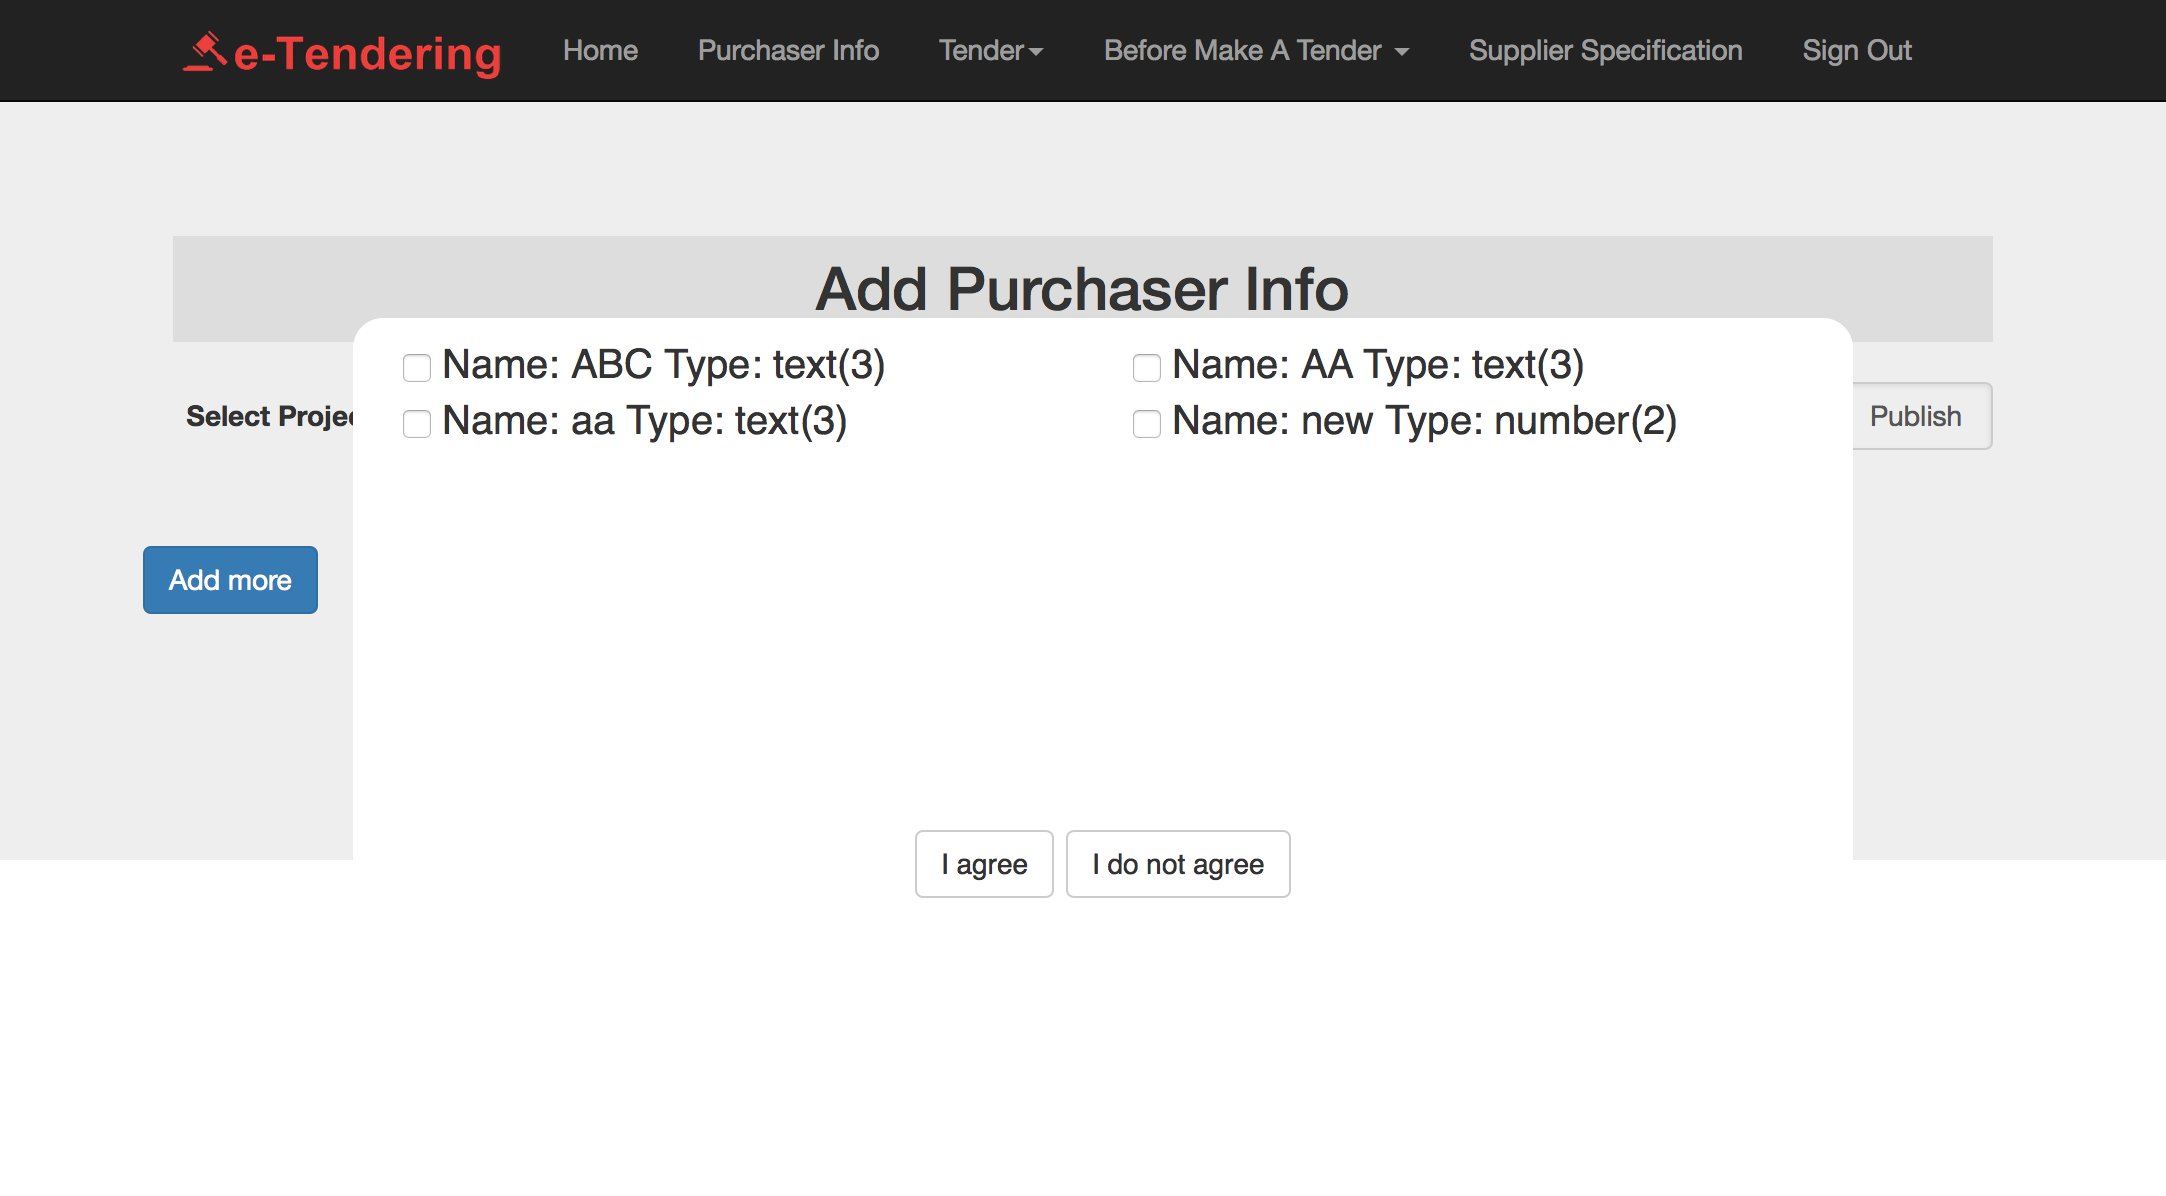 e-Tendering Home Purchaser Info Tender Before Make A Tender Supplier Specification Sign Out
Add Purchaser Info
Name: ABC Type: text(3) Name: AA Type: text(3)
Select Projec Publish
Name: aa Type: text(3) Name: new Type: number(2)
Add more
I agree I do not agree